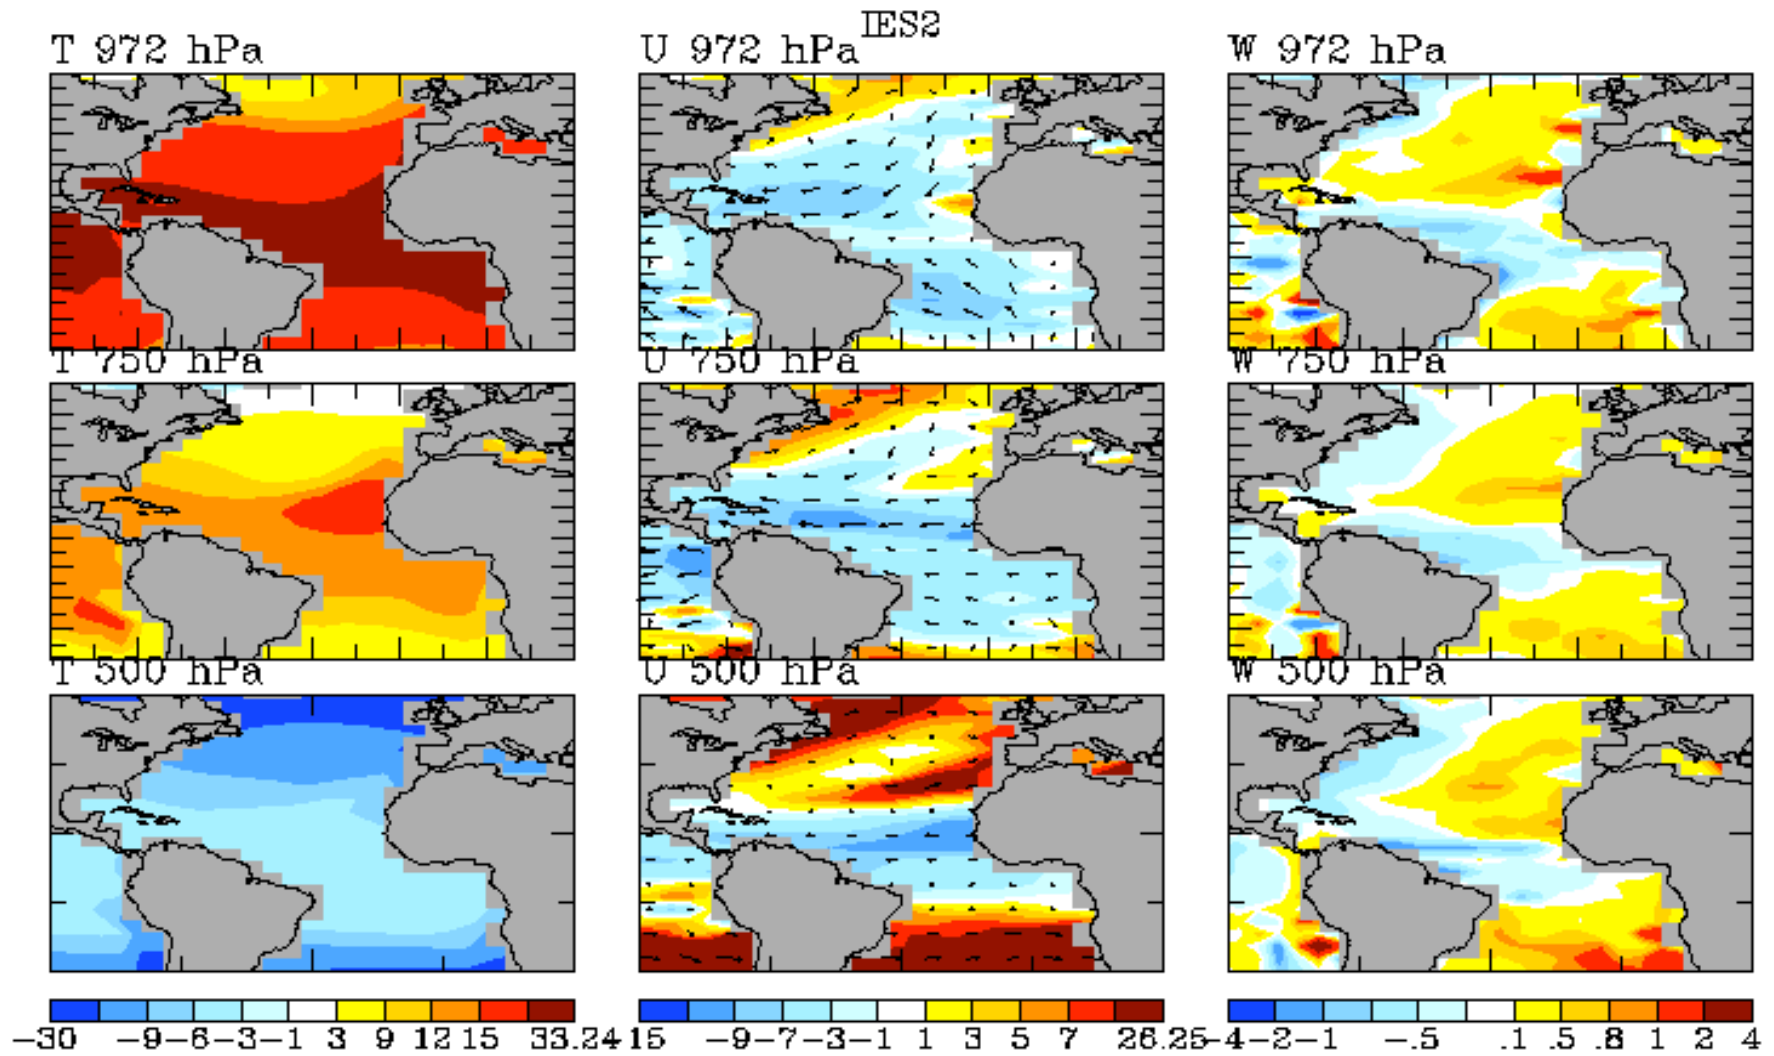 IES2
T 972 hPa U 972 hPa W 972 hPa
T 750 hPa U 750 hPa W 750 hPa
T 500 hPa U 500 hPa W 500 hPa
-30 -9 -6 -3 -1 3 9 12 15 33.24 -15 -9 -7 -3 -1 1 3 5 7 26.25 -4 -2 -1 -.5 .1 .5 .8 1 2 4